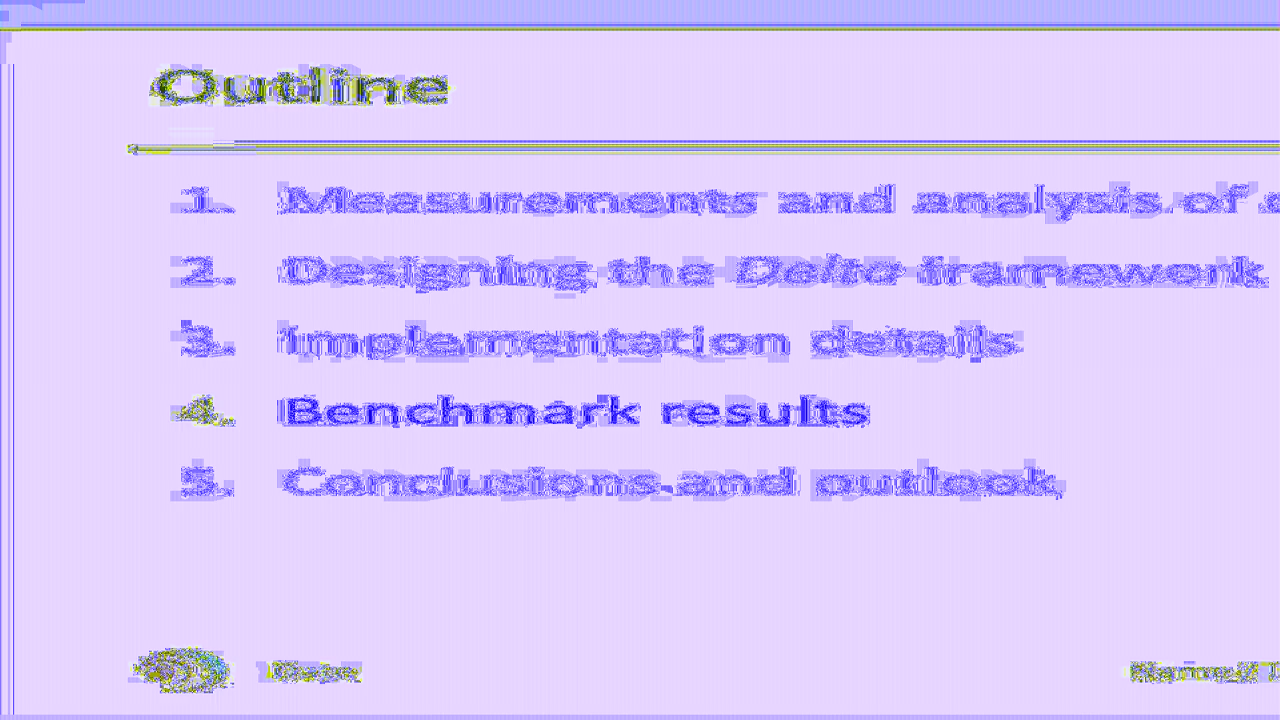 Outline
1. Measurements and analysis of
2. Designing the Delta framework
3. Implementation details
4. Benchmark results
5. Conclusions and outlook